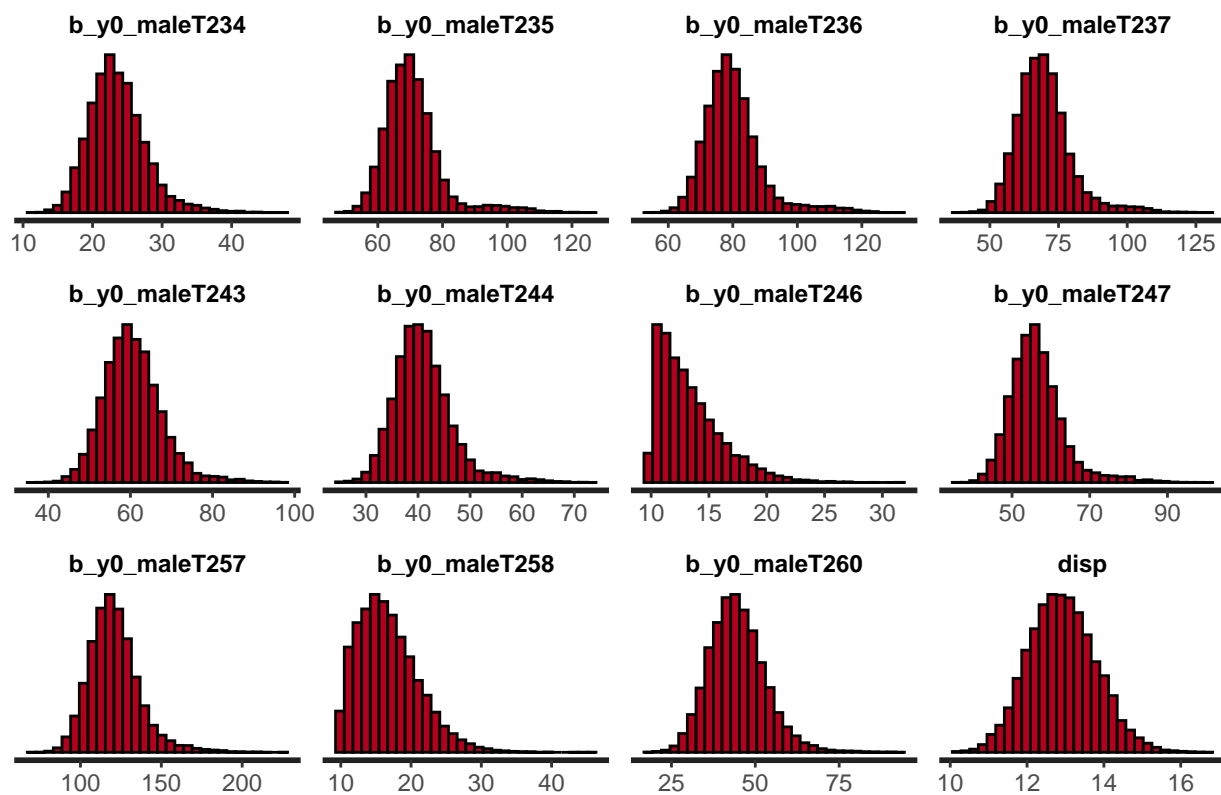 b_y0_maleT234 b_y0_maleT235 b_y0_maleT236 b_y0_maleT237
10 20 30 40 60 80 100 120 60 80 100 120 50 75 100 125
b_y0_maleT243 b_y0_maleT244 b_y0_maleT246 b_y0_maleT247
40 60 80 100 30 40 50 60 70 10 15 20 25 30 50 70 90
b_y0_maleT257 b_y0_maleT258 b_y0_maleT260 disp
100 150 200 10 20 30 40 25 50 75 10 12 14 16